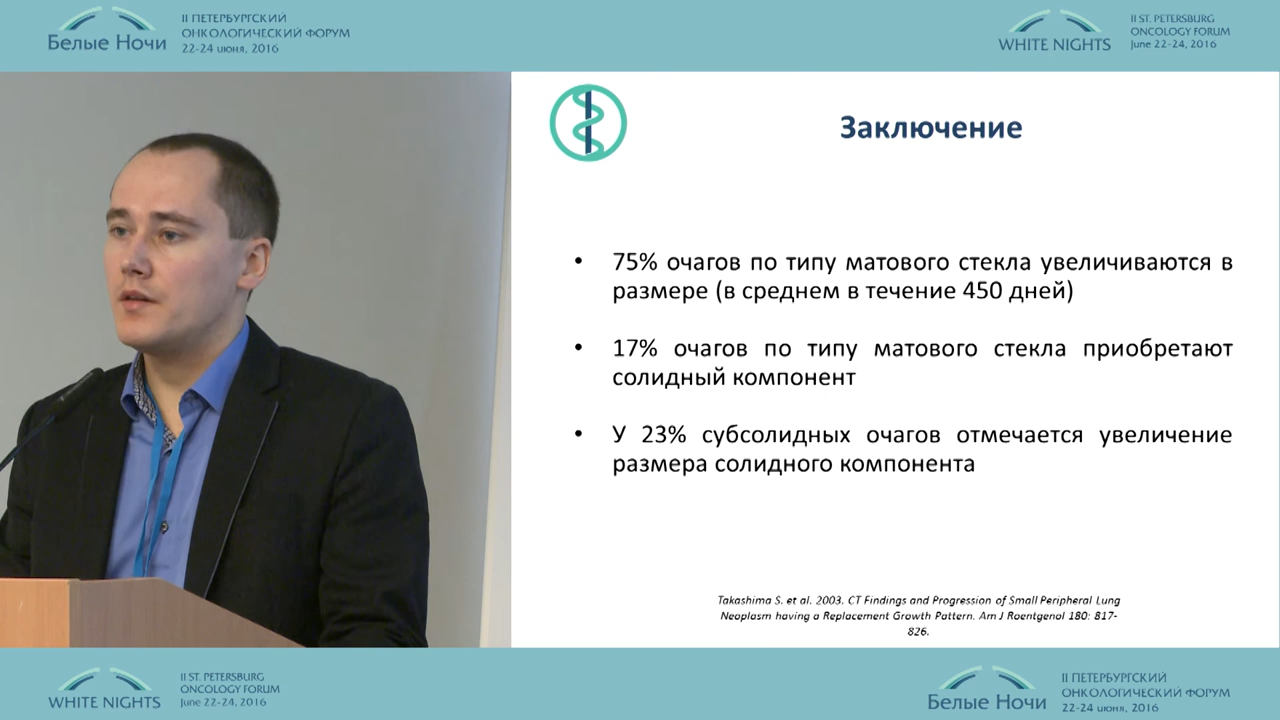 Белые Ночи
II ПЕТЕРБУРГСКИЙ
ОНКОЛОГИЧЕСКИЙ ФОРУМ
22-24 июня, 2016
WHITE NIGHTS
II ST. PETERSBURG
ONCOLOGY FORUM
June 22-24, 2016
Заключение
• 75% очагов по типу матового стекла увеличиваются в
размере (в среднем в течение 450 дней)
• 17% очагов по типу матового стекла приобретают
солидный компонент
• У 23% субсолидных очагов отмечается увеличение
размера солидного компонента
Takashima S. et al. 2003. CT Findings and Progression of Small Peripheral Lung
Neoplasm having a Replacement Growth Pattern. Am J Roentgenol 180: 817-
826.
WHITE NIGHTS
II ST. PETERSBURG
ONCOLOGY FORUM
June 22-24, 2016
Белые Ночи
II ПЕТЕРБУРГСКИЙ
ОНКОЛОГИЧЕСКИЙ ФОРУМ
22-24 июня, 2016